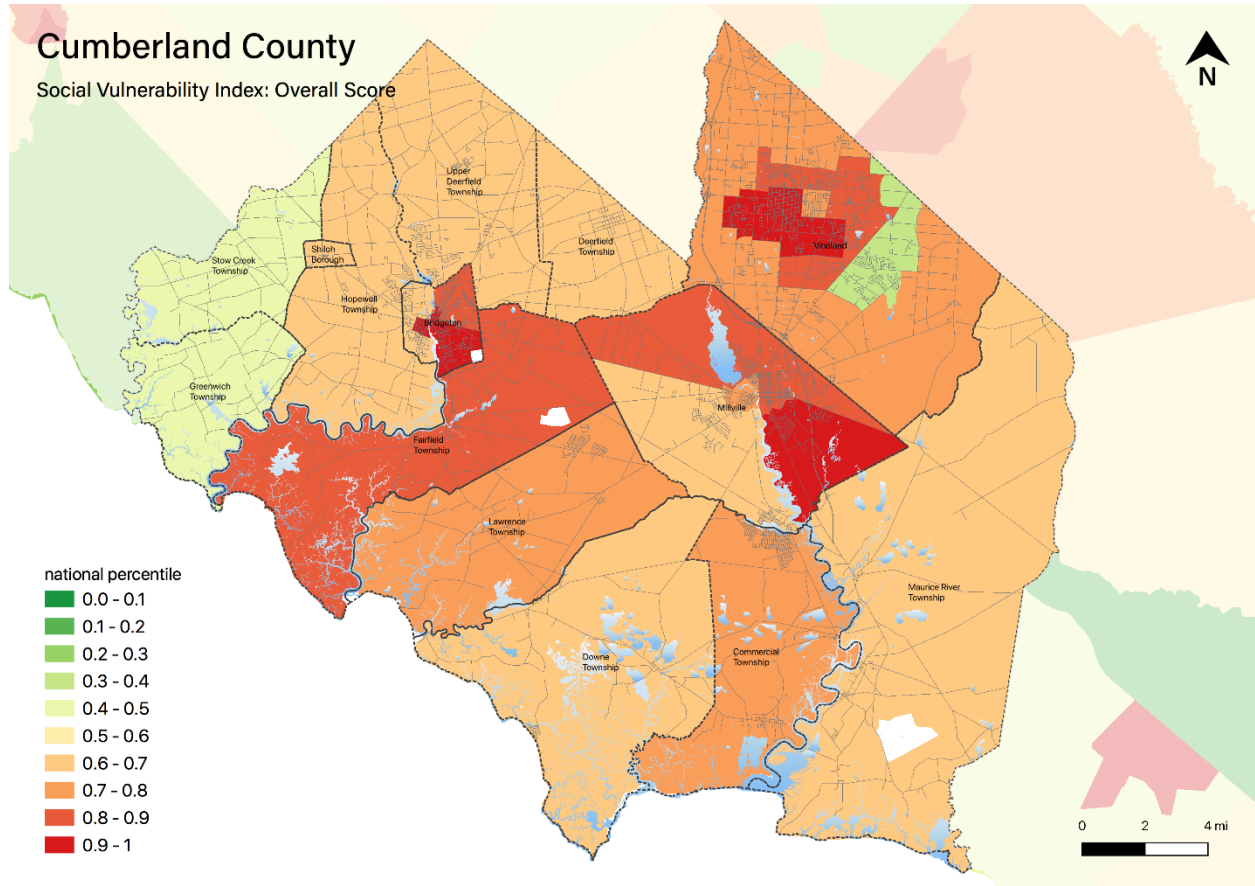 Cumberland County
Social Vulnerability Index: Overall Score
N
Upper
Deerfield
Township
Deerfield
Township
Vineland
Shiloh
Borough
Stow Creek
Township
Hopewell
Township
Bridgeton
Greenwich
Township
Millville
Fairfield
Township
Lawrence
Township
Maurice River
Township
Downe
Township
Commercial
Township
national percentile
0.0 - 0.1
0.1 - 0.2
0.2 - 0.3
0.3 - 0.4
0.4 - 0.5
0.5 - 0.6
0.6 - 0.7
0.7 - 0.8
0.8 - 0.9
0.9 - 1
0 2 4 mi